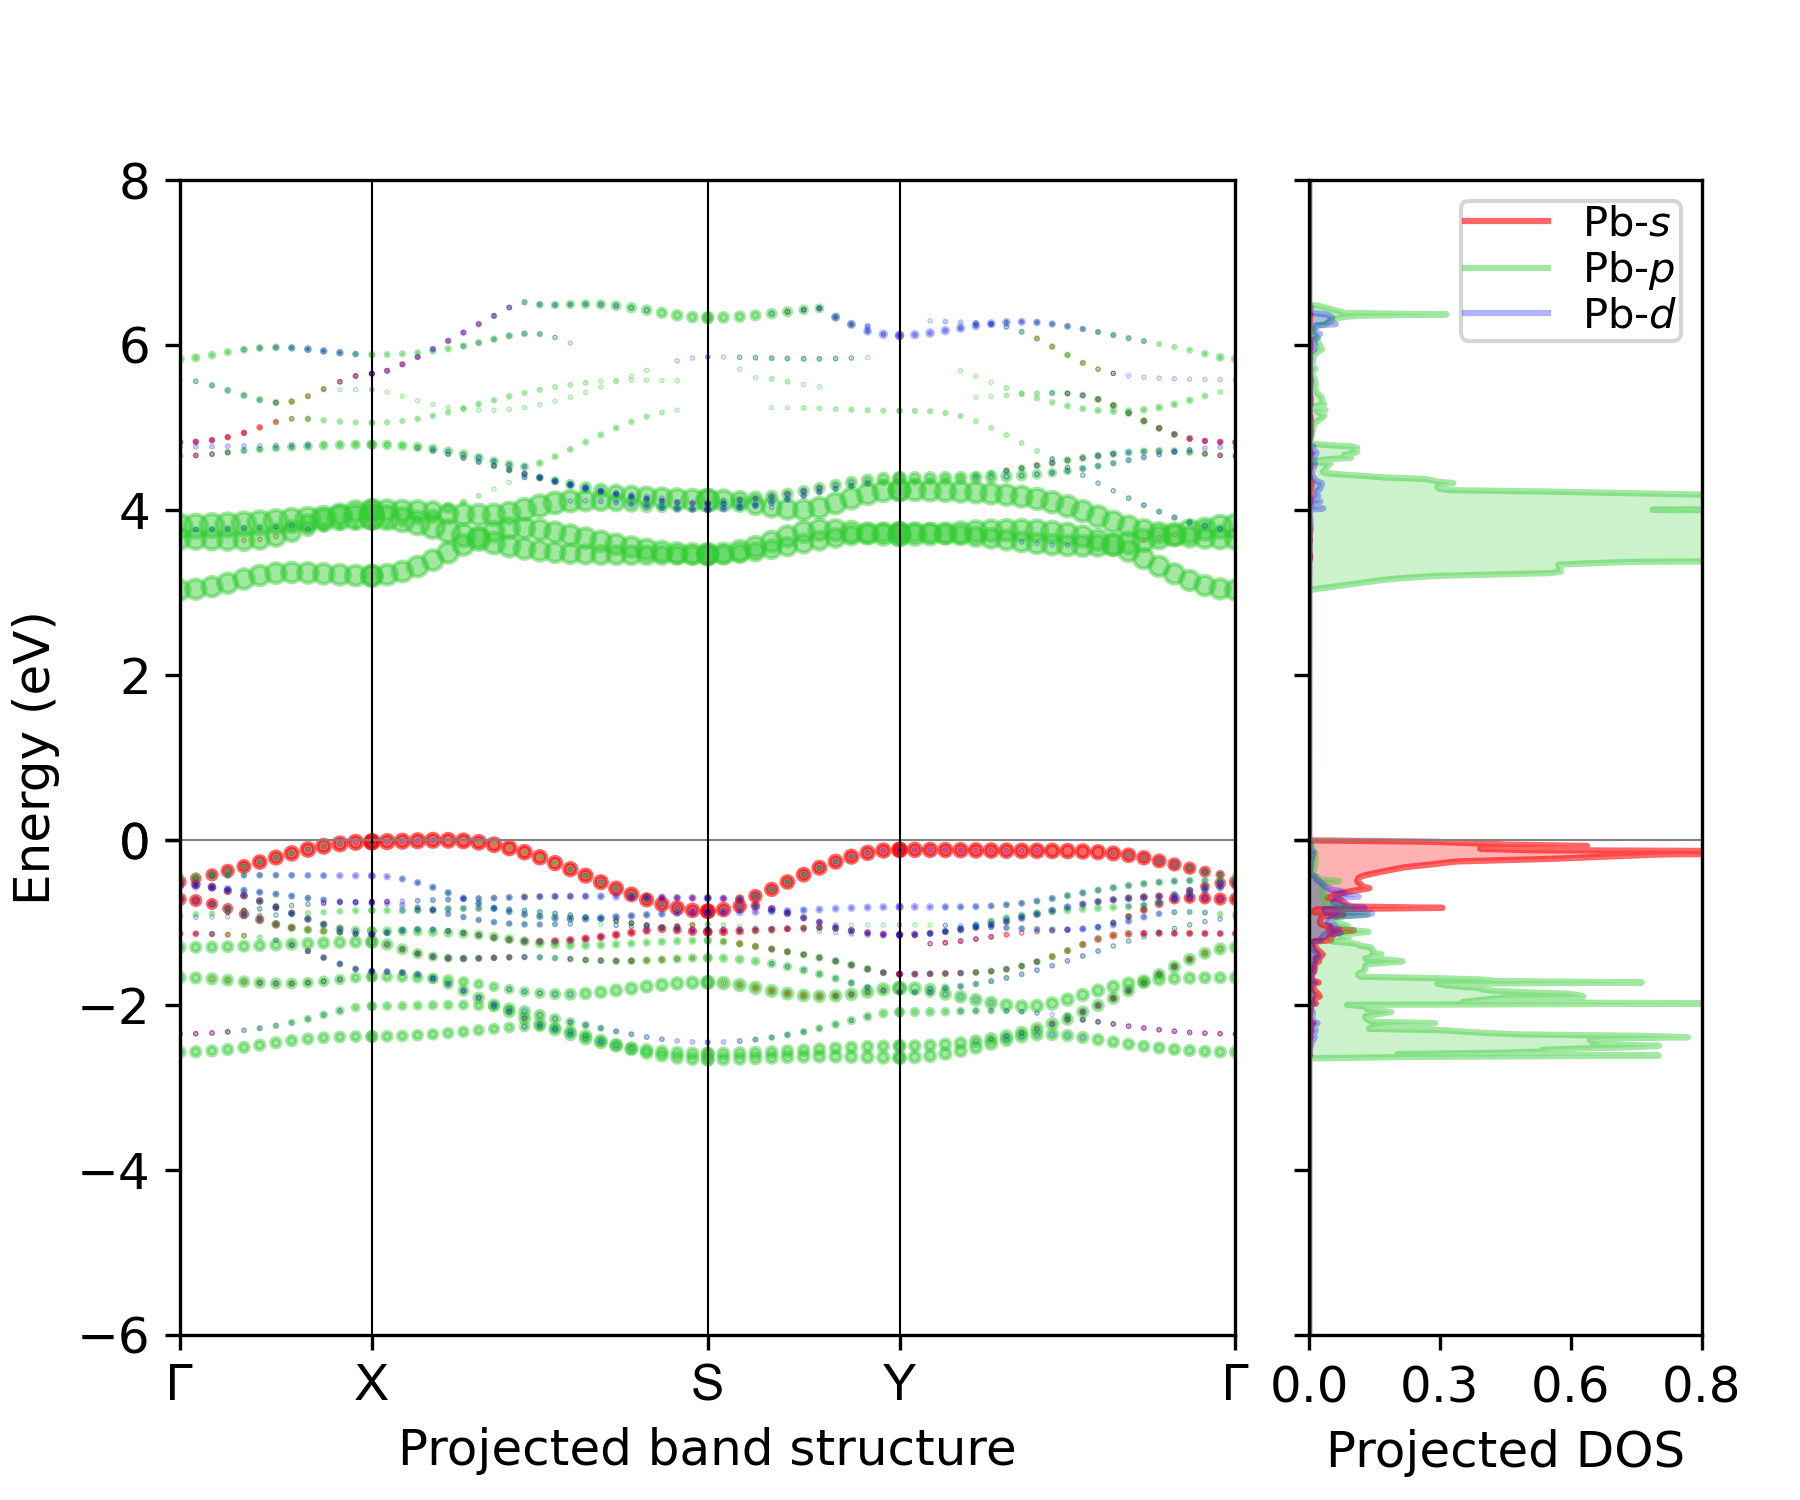 8
6
4
2
0
−2
−4
−6
Energy (eV)
Γ X S Y Γ
Projected band structure
Pb-s
Pb-p
Pb-d
0.0 0.3 0.6 0.8
Projected DOS